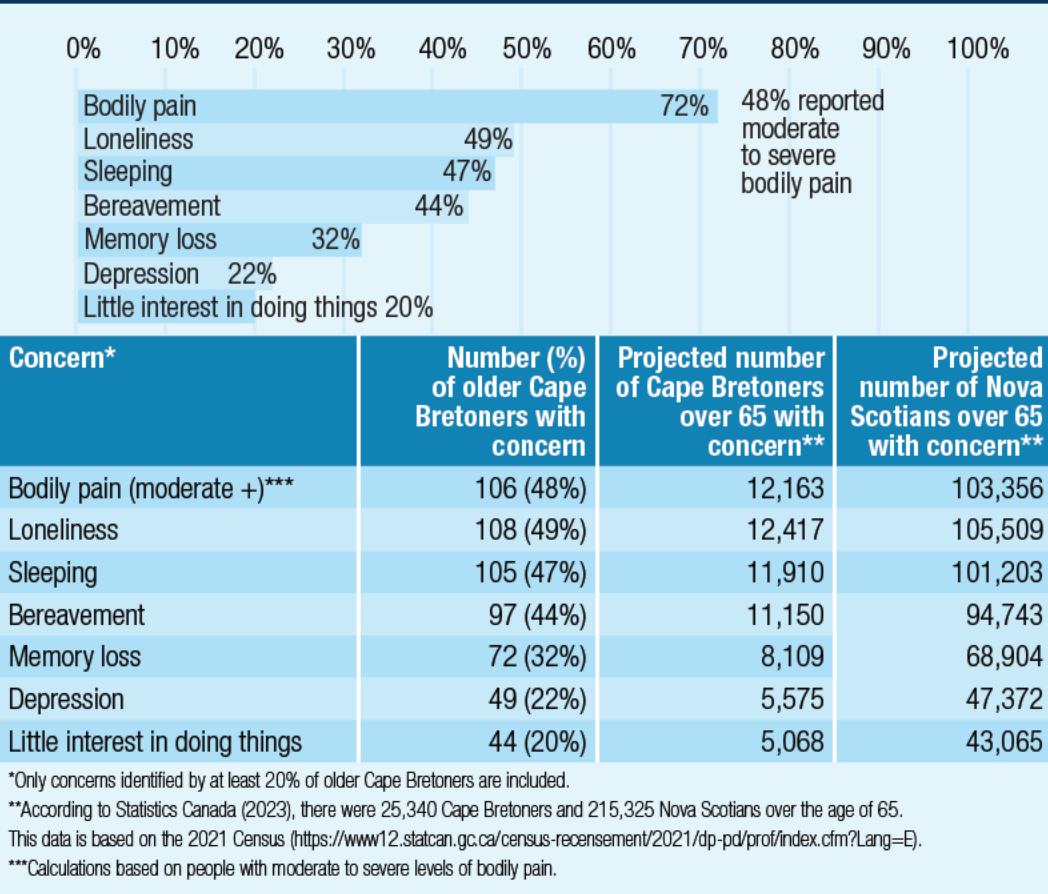 0% 10% 20% 30% 40% 50% 60% 70% 80% 90% 100%
Bodily pain 72%
Loneliness 49%
Sleeping 47%
Bereavement 44%
Memory loss 32%
Depression 22%
Little interest in doing things 20%
48% reported
moderate
to severe
bodily pain
Concern*
Number (%)
of older Cape
Bretoners with
concern
Projected number
of Cape Bretoners
over 65 with
concern**
Projected
number of Nova
Scotians over 65
with concern**
Bodily pain (moderate +)*** 106 (48%) 12,163 103,356
Loneliness 108 (49%) 12,417 105,509
Sleeping 105 (47%) 11,910 101,203
Bereavement 97 (44%) 11,150 94,743
Memory loss 72 (32%) 8,109 68,904
Depression 49 (22%) 5,575 47,372
Little interest in doing things 44 (20%) 5,068 43,065
*Only concerns identified by at least 20% of older Cape Bretoners are included.
**According to Statistics Canada (2023), there were 25,340 Cape Bretoners and 215,325 Nova Scotians over the age of 65.
This data is based on the 2021 Census (https://www12.statcan.gc.ca/census-recensement/2021/dp-pd/prof/index.cfm?Lang=E).
***Calculations based on people with moderate to severe levels of bodily pain.